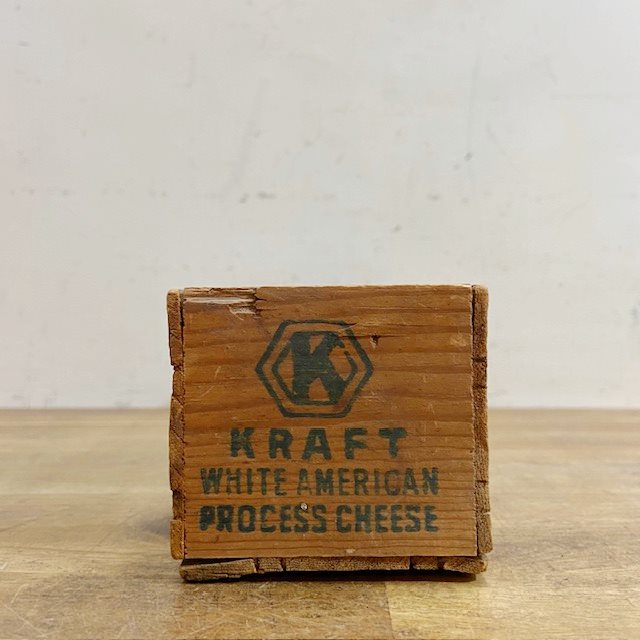 K
KRAFT
WHITE AMERICAN
PROCESS CHEESE